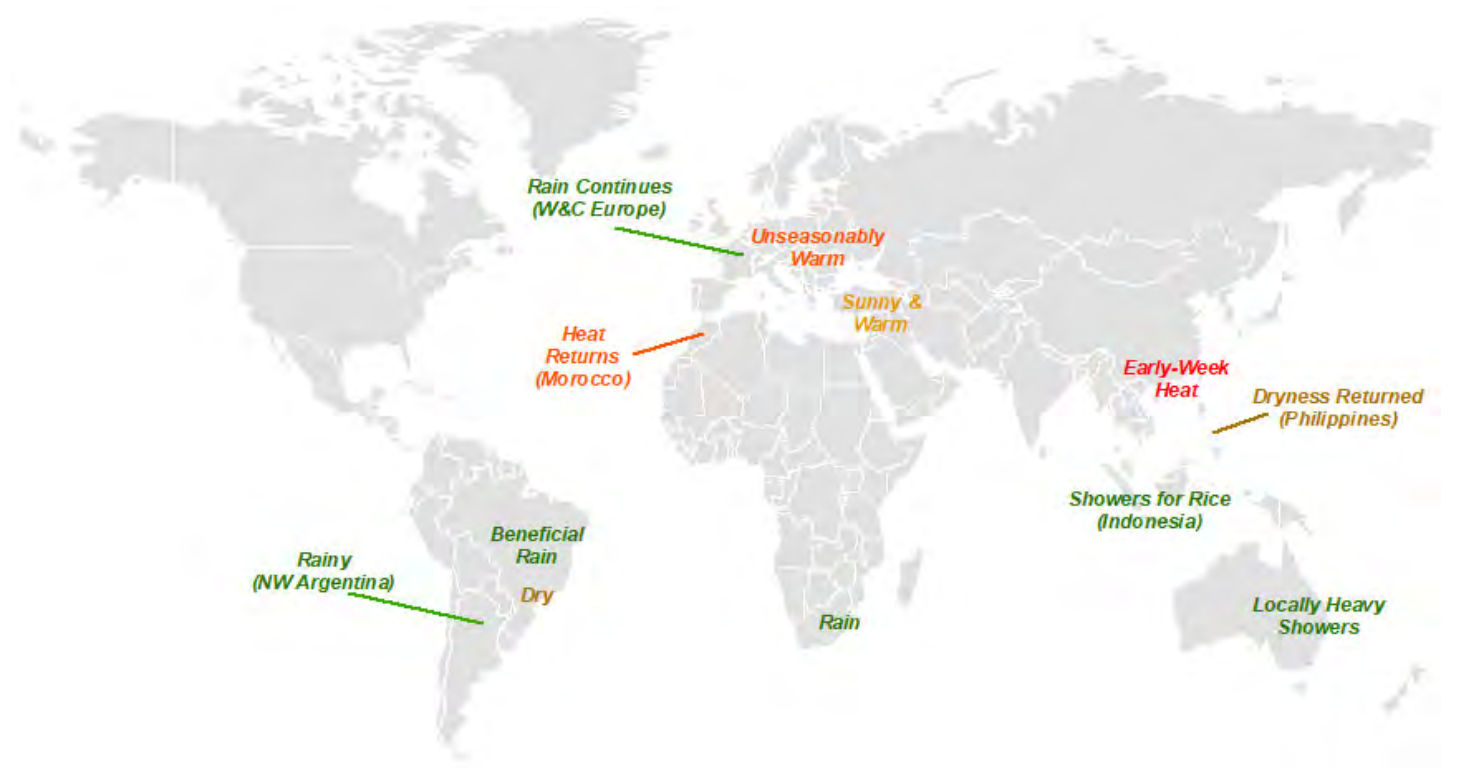 Rain Continues
(W&C Europe)
Unseasonably
Warm
Sunny &
Warm
Heat
Returns
(Morocco)
Early-Week
Heat
Dryness Returned
(Philippines)
Showers for Rice
(Indonesia)
Beneficial
Rain
Rainy
(NW Argentina)
Dry
Rain
Locally Heavy
Showers